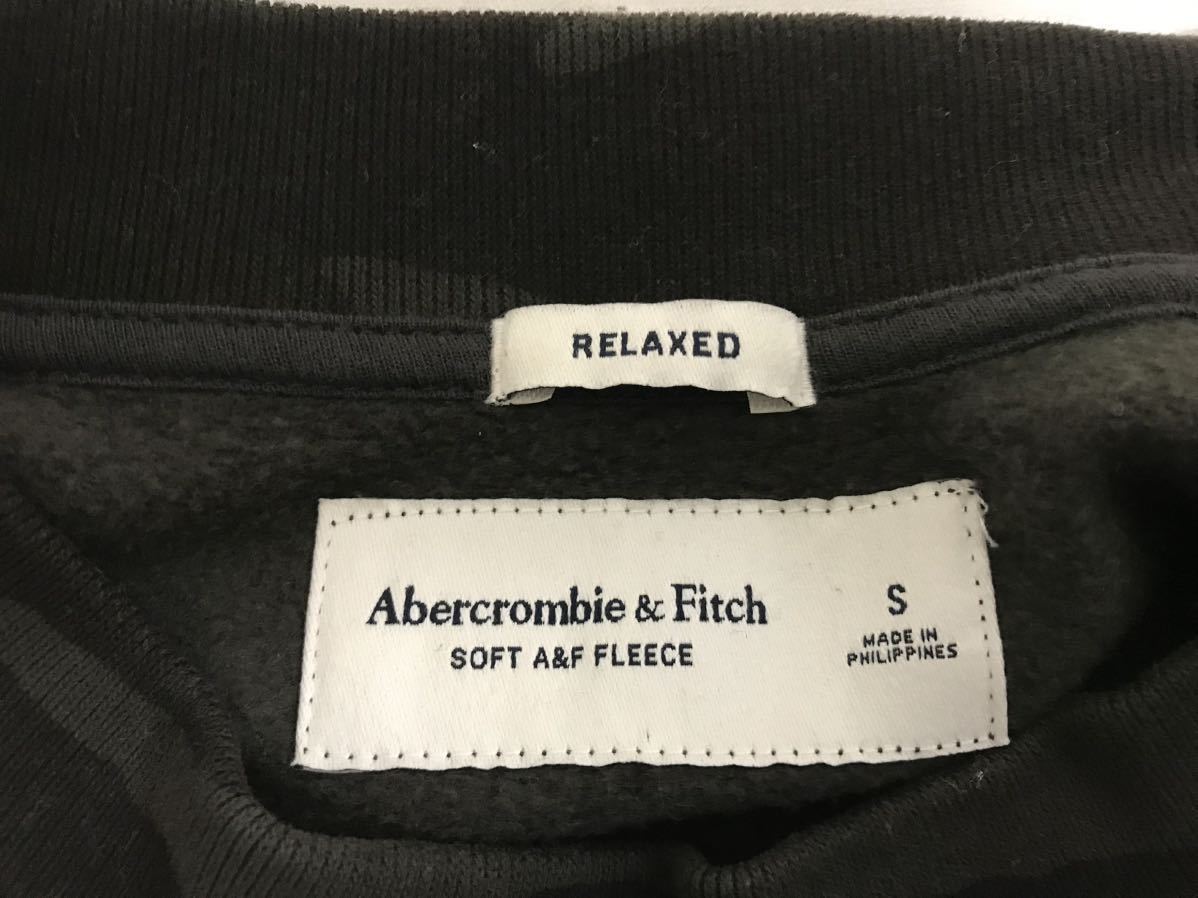 RELAXED
Abercrombie & Fitch
SOFT A&F FLEECE
S
MADE IN
PHILIPPINES